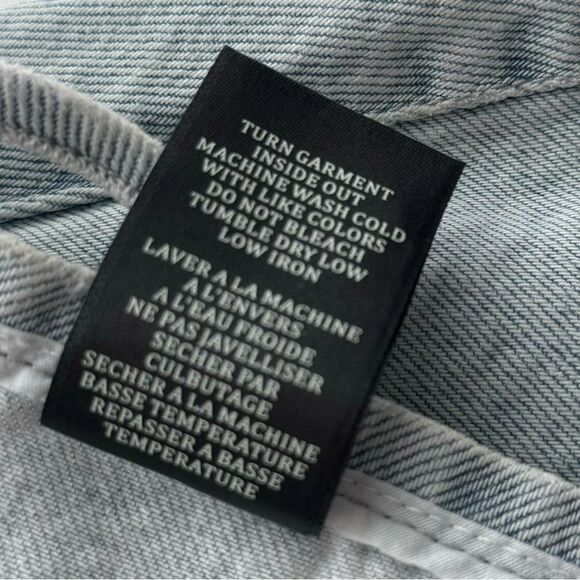 TURN GARMENT
INSIDE OUT
MACHINE WASH COLD
WITH LIKE COLORS
DO NOT BLEACH
TUMBLE DRY LOW
LOW IRON
LAVER A LA MACHINE
A L'ENVERS
A L'EAU FROIDE
NE PAS JAVELLISER
SECHER PAR
CULBUTAGE
SECHER A LA MACHINE
BASSE TEMPERATURE
REPASSER A BASSE
TEMPERATURE